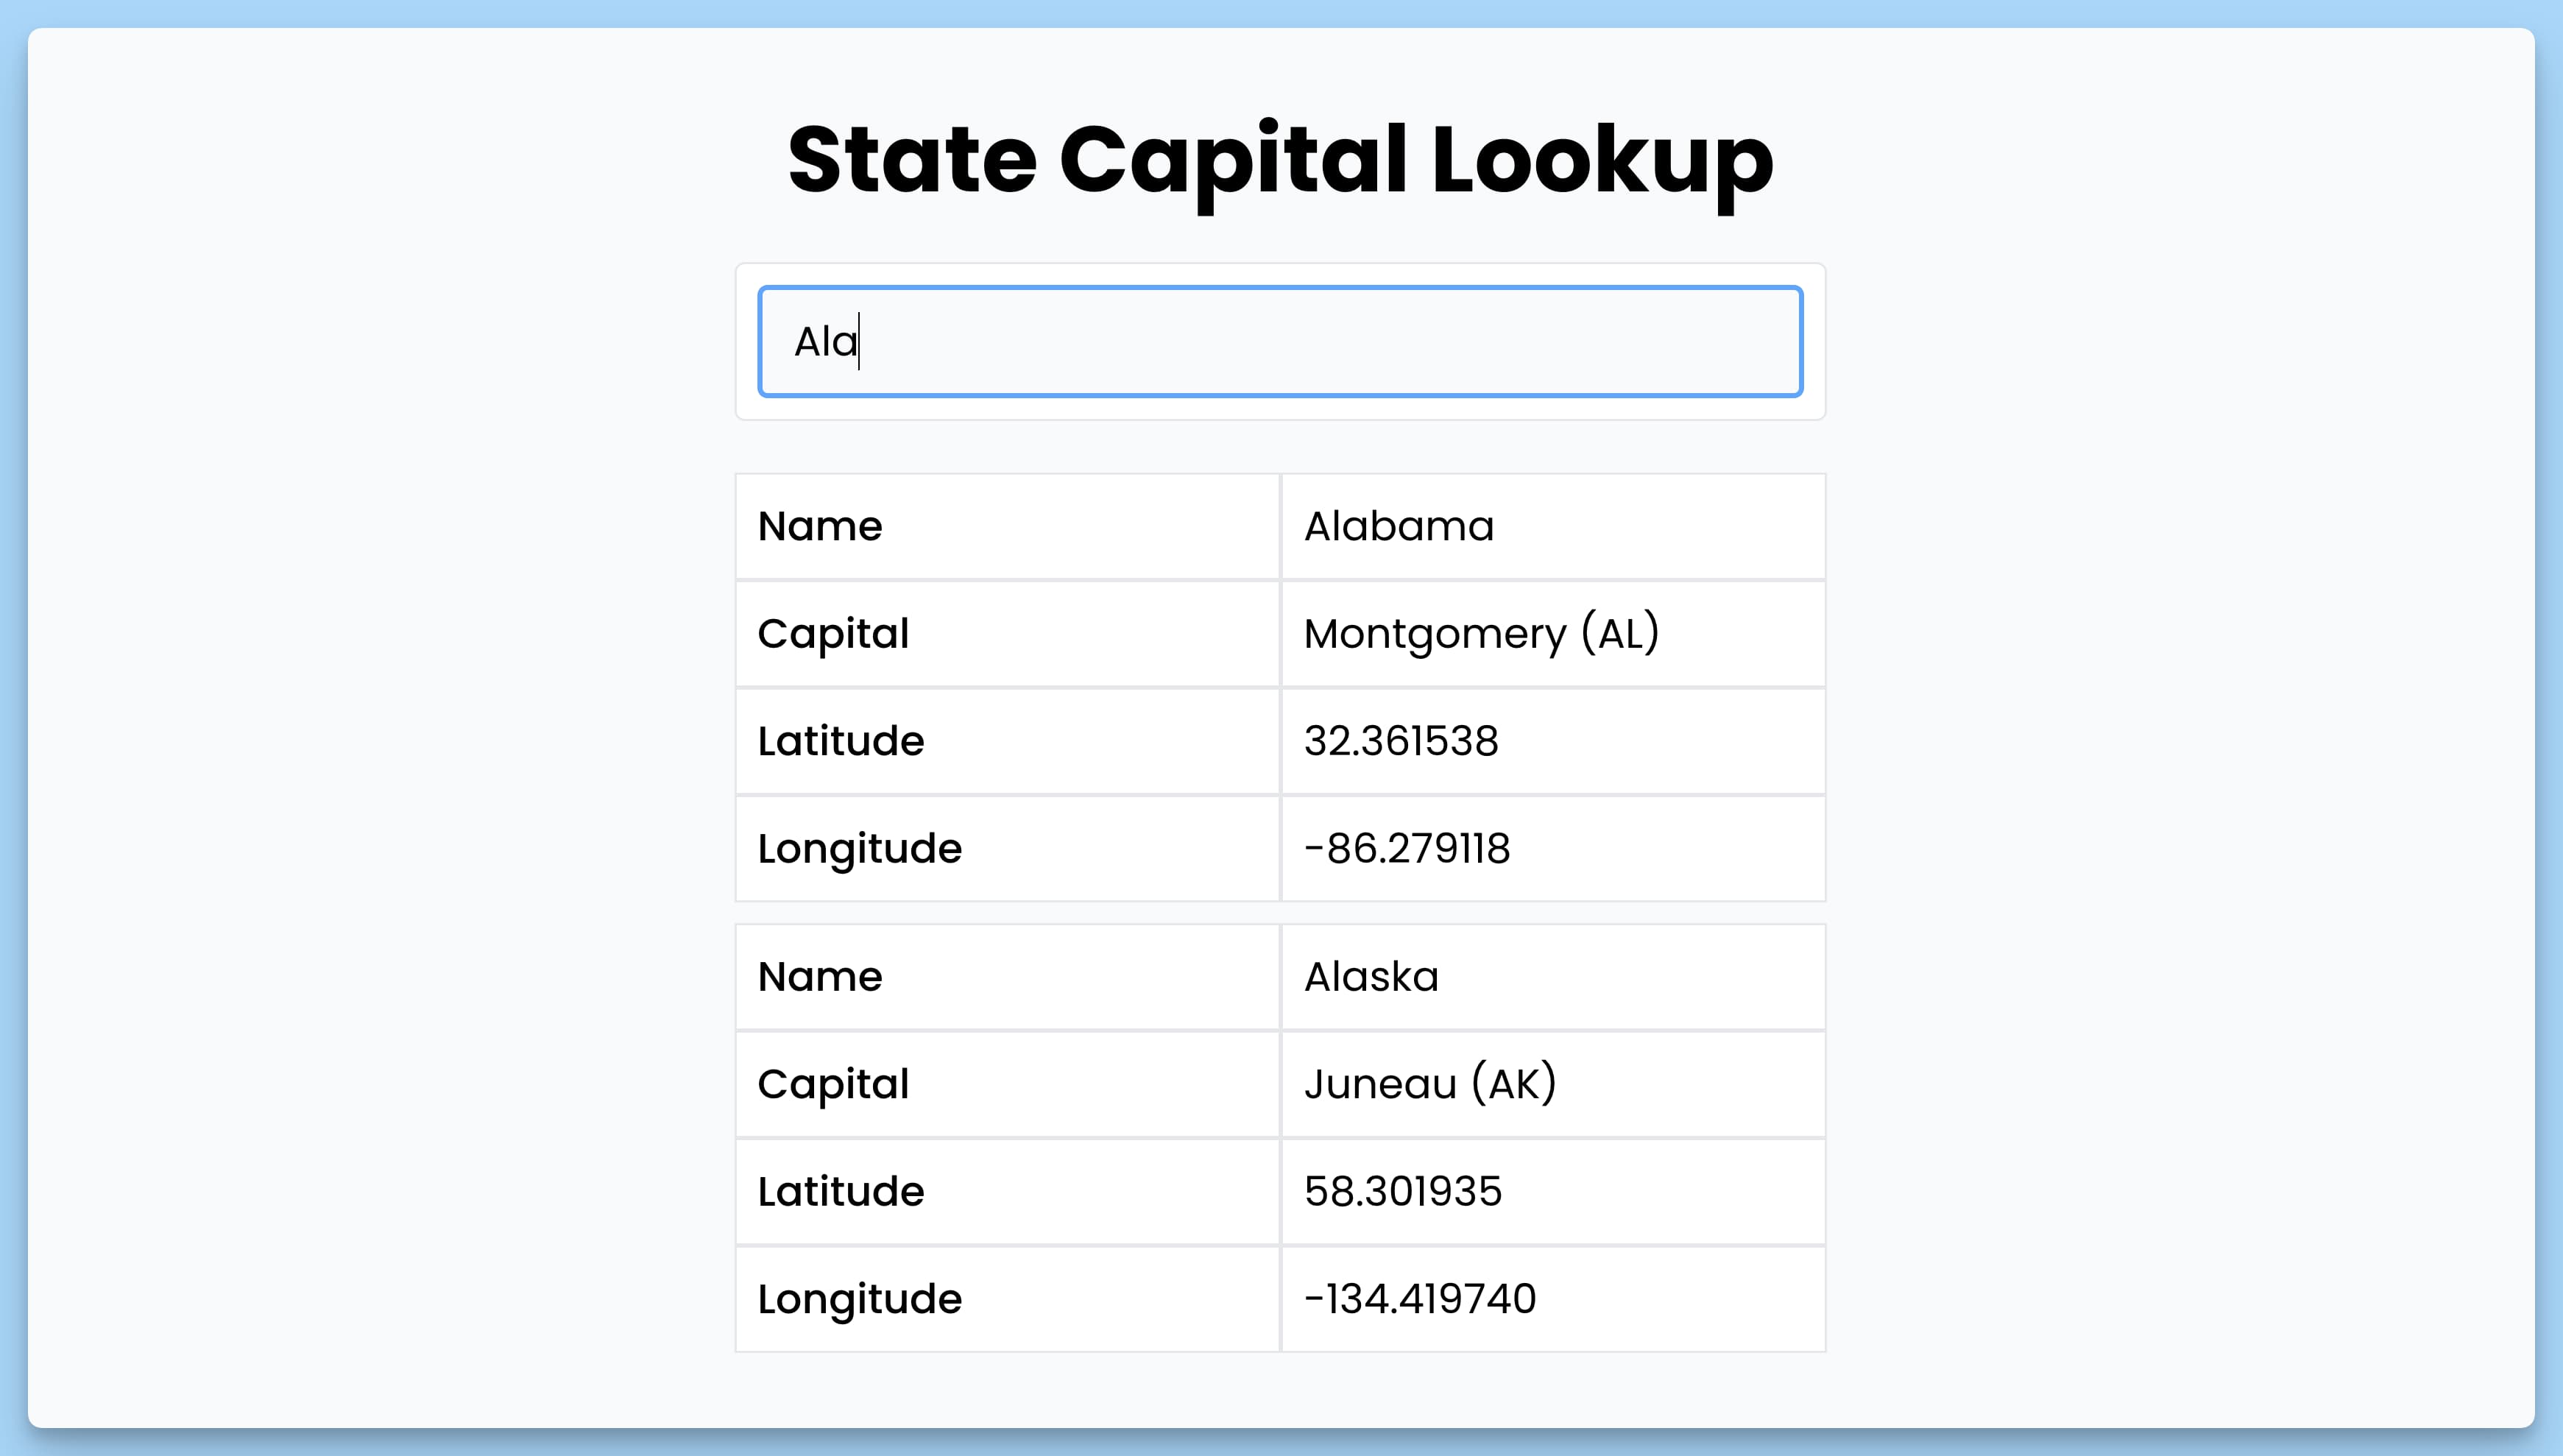 State Capital Lookup
Ala
Name Alabama
Capital Montgomery (AL)
Latitude 32.361538
Longitude -86.279118
Name Alaska
Capital Juneau (AK)
Latitude 58.301935
Longitude -134.419740